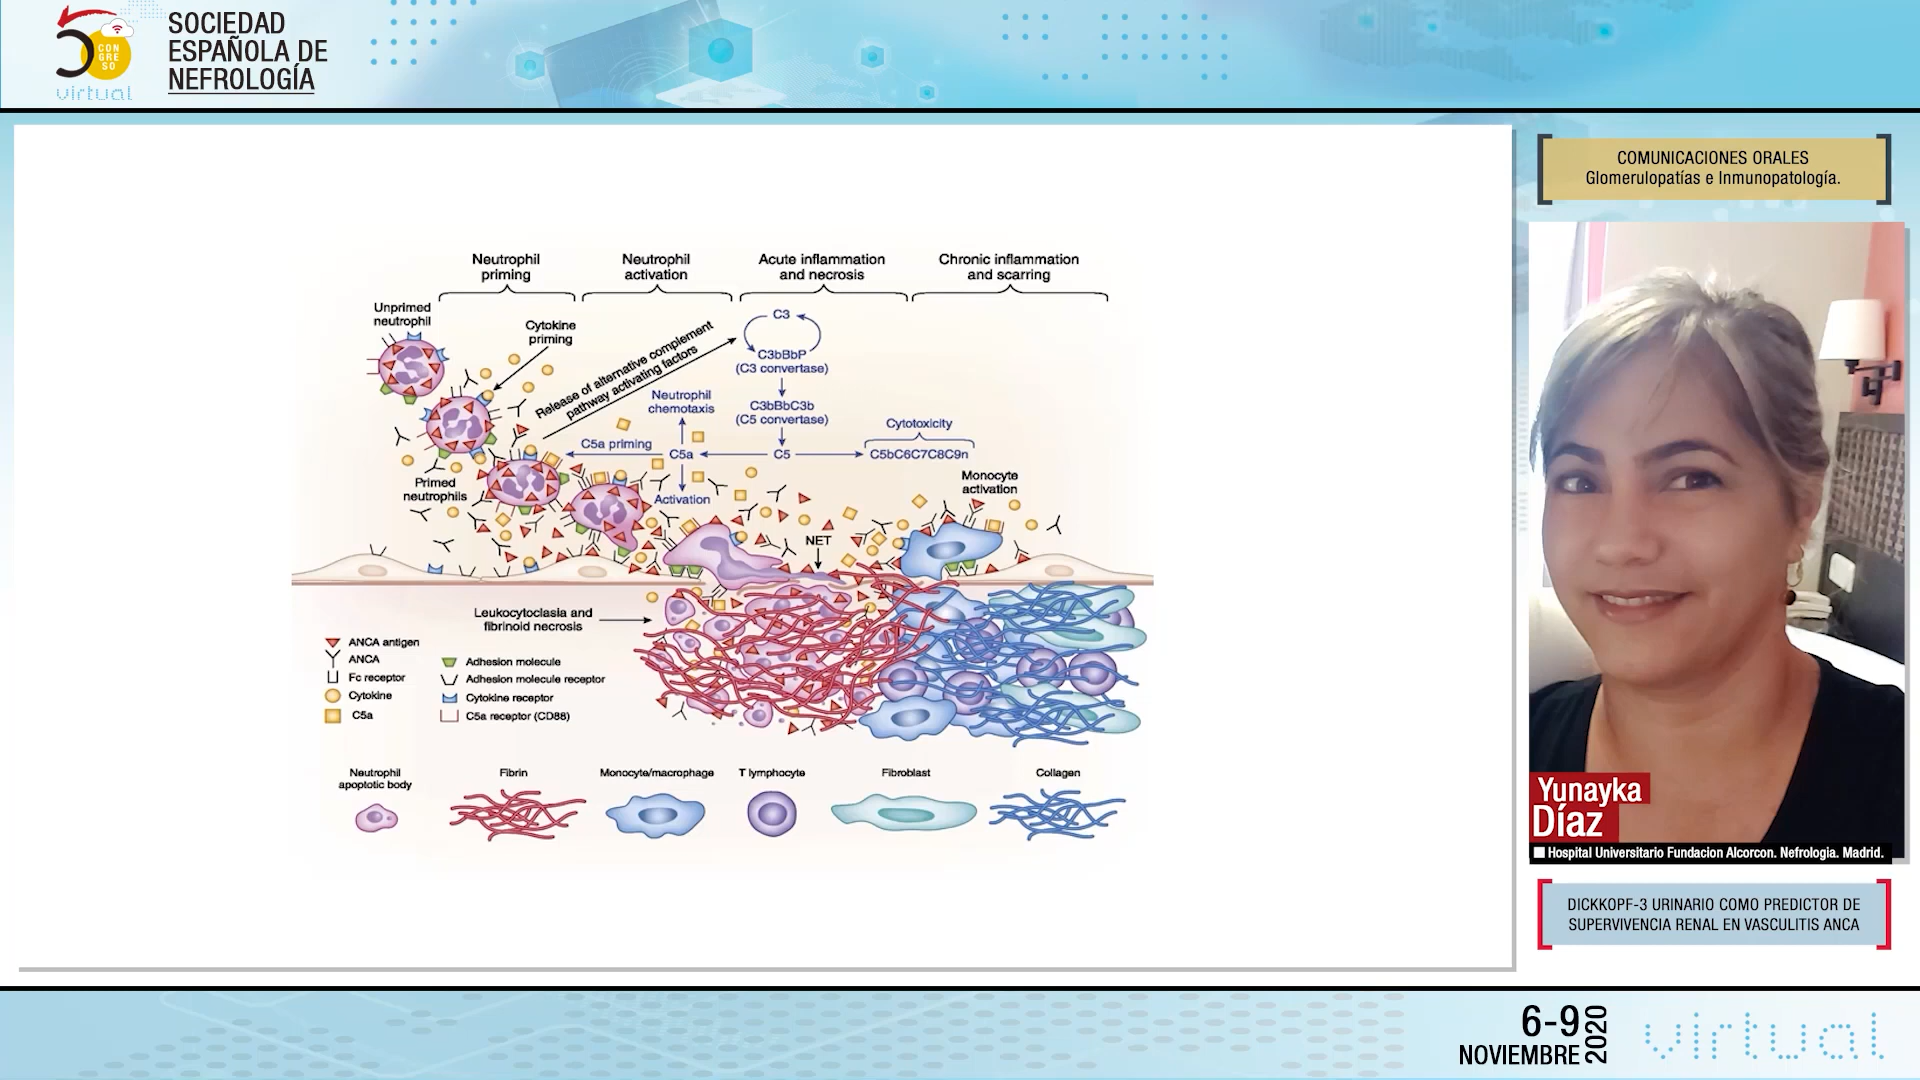 5
CON
GRE
SO
virtual
SOCIEDAD
ESPAÑOLA DE
NEFROLOGÍA
Neutrophil
priming
Neutrophil
activation
Acute inflammation
and necrosis
Chronic inflammation
and scarring
Unprimed
neutrophil
Cytokine
priming
Release of alternative complement
pathway activating factors
C3
C3bBbP
(C3 convertase)
Neutrophil
chemotaxis
C3bBbC3b
(C5 convertase)
Cytotoxicity
C5a priming
C5a
C5
C5bC6C7C8C9n
Primed
neutrophils
Activation
Monocyte
activation
NET
Leukocytoclasia and
fibrinoid necrosis
ANCA antigen
ANCA
Fc receptor
Cytokine
C5a
Adhesion molecule
Adhesion molecule receptor
Cytokine receptor
C5a receptor (CD88)
Neutrophil
apoptotic body
Fibrin
Monocyte/macrophage
T lymphocyte
Fibroblast
Collagen
COMUNICACIONES ORALES
Glomerulopatías e Inmunopatología.
Yunayka
Díaz
Hospital Universitario Fundacion Alcorcon. Nefrologia. Madrid.
DICKKOPF-3 URINARIO COMO PREDICTOR DE
SUPERVIVENCIA RENAL EN VASCULITIS ANCA
6-9
NOVIEMBRE
2020
virtual